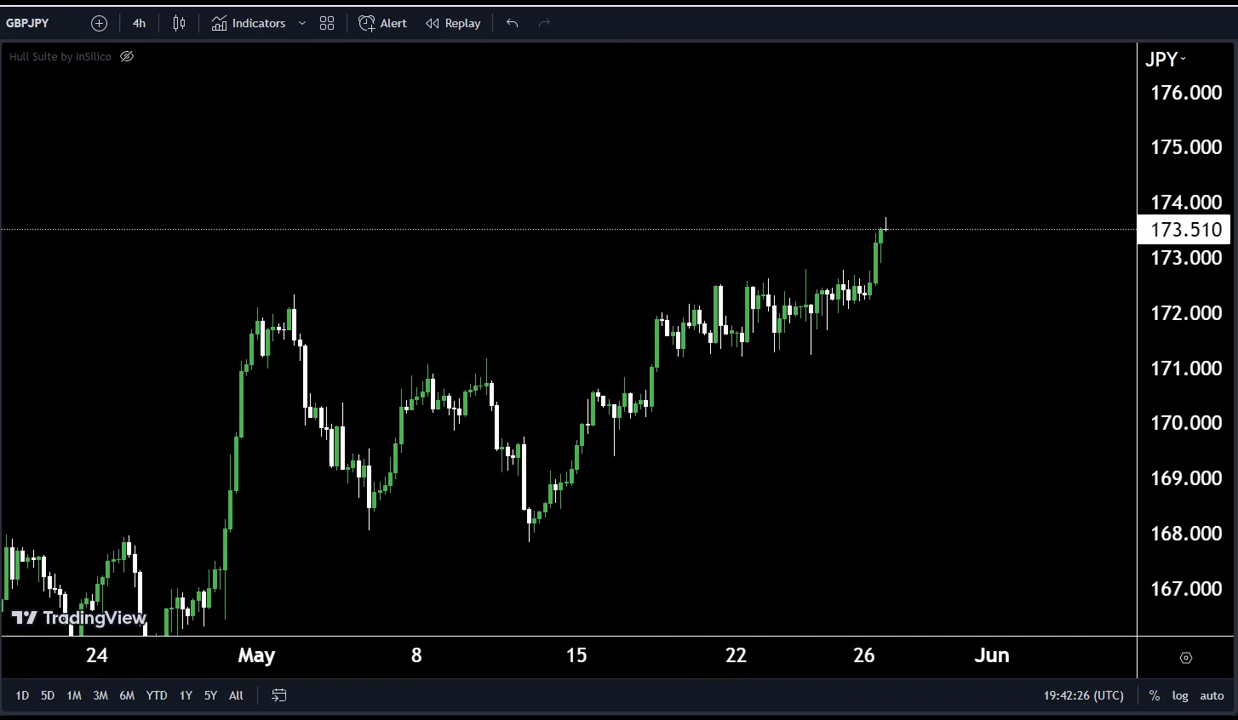 GBPJPY 4h Indicators Alert Replay
Hull Suite by InSilico
JPY
176.000
175.000
174.000
173.510
173.000
172.000
171.000
170.000
169.000
168.000
167.000
TradingView
24 May 8 15 22 26 Jun
1D 5D 1M 3M 6M YTD 1Y 5Y All 19:42:26 (UTC) % log auto